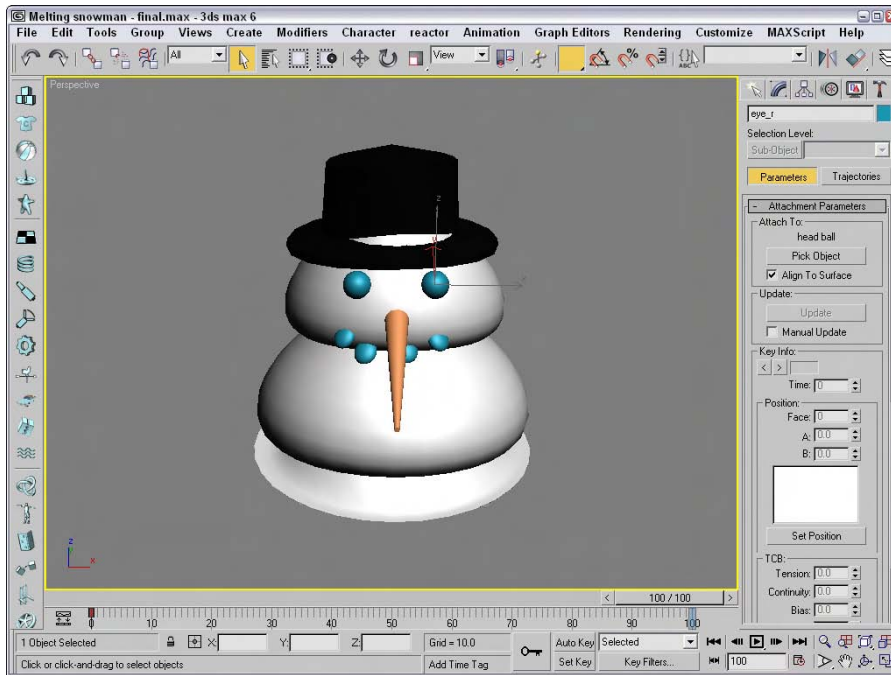 Melting snowman - final.max - 3ds max 6
File Edit Tools Group Views Create Modifiers Character reactor Animation Graph Editors Rendering Customize MAXScript Help
All
View
ABC
Perspective
z
x
eye_r
Selection Level:
Sub-Object
Parameters Trajectories
- Attachment Parameters
Attach To:
head ball
Pick Object
Align To Surface
Update:
Update
Manual Update
Key Info:
< >
Time: 0
Position:
Face: 0
A: 0.0
B: 0.0
Set Position
TCB:
Tension: 0.0
Continuity: 0.0
Bias: 0.0
z
x
< 100 / 100 >
0 10 20 30 40 50 60 70 80 90 100
1 Object Selected X: Y: Z: Grid = 10.0 Auto Key Selected
Click or click-and-drag to select objects Add Time Tag Set Key Key Filters... 100